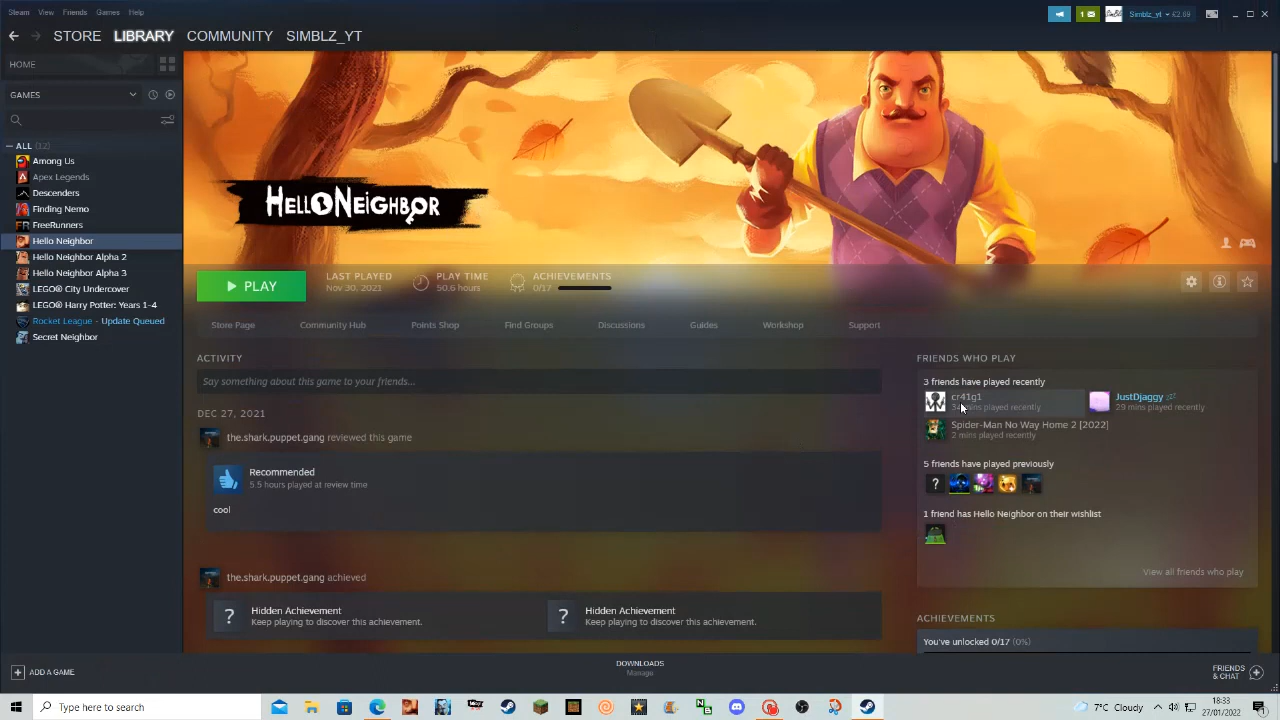 Steam View Friends Games Help
1 Simblz_yt £2.69
STORE LIBRARY COMMUNITY SIMBLZ_YT
HOME
GAMES
ALL (12)
Among Us
Apex Legends
Descenders
Finding Nemo
FreeRunners
Hello Neighbor
Hello Neighbor Alpha 2
Hello Neighbor Alpha 3
LEGO® City Undercover
LEGO® Harry Potter: Years 1-4
Rocket League - Update Queued
Secret Neighbor
HELLO NEIGHBOR
PLAY
LAST PLAYED
Nov 30, 2021
PLAY TIME
50.6 hours
ACHIEVEMENTS
0/17
Store Page Community Hub Points Shop Find Groups Discussions Guides Workshop Support
ACTIVITY
Say something about this game to your friends...
DEC 27, 2021
the.shark.puppet.gang reviewed this game
Recommended
5.5 hours played at review time
cool
the.shark.puppet.gang achieved
? Hidden Achievement
Keep playing to discover this achievement.
? Hidden Achievement
Keep playing to discover this achievement.
FRIENDS WHO PLAY
3 friends have played recently
cr41g1
mins played recently
JustDjaggy
29 mins played recently
Spider-Man No Way Home 2 [2022]
2 mins played recently
5 friends have played previously
?
1 friend has Hello Neighbor on their wishlist
View all friends who play
ACHIEVEMENTS
You've unlocked 0/17 (0%)
ADD A GAME
DOWNLOADS
Manage
FRIENDS
& CHAT
Type here to search
7°C Cloudy
18:33
27/01/2022